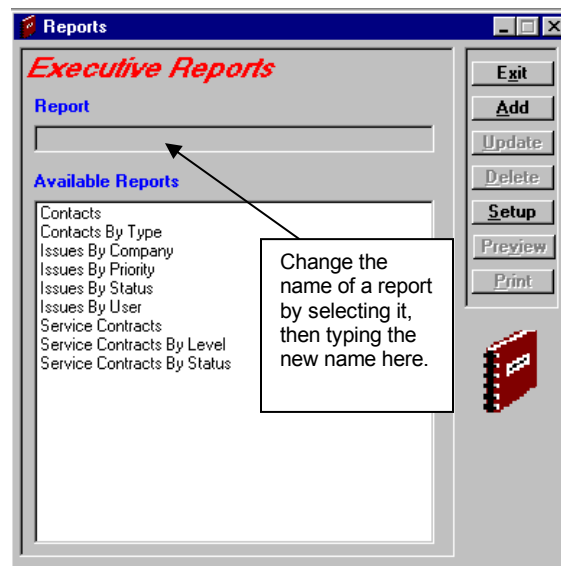 Reports
Executive Reports
Report
Available Reports
Contacts
Contacts By Type
Issues By Company
Issues By Priority
Issues By Status
Issues By User
Service Contracts
Service Contracts By Level
Service Contracts By Status
Change the
name of a report
by selecting it,
then typing the
new name here.
Exit
Add
Update
Delete
Setup
Preview
Print